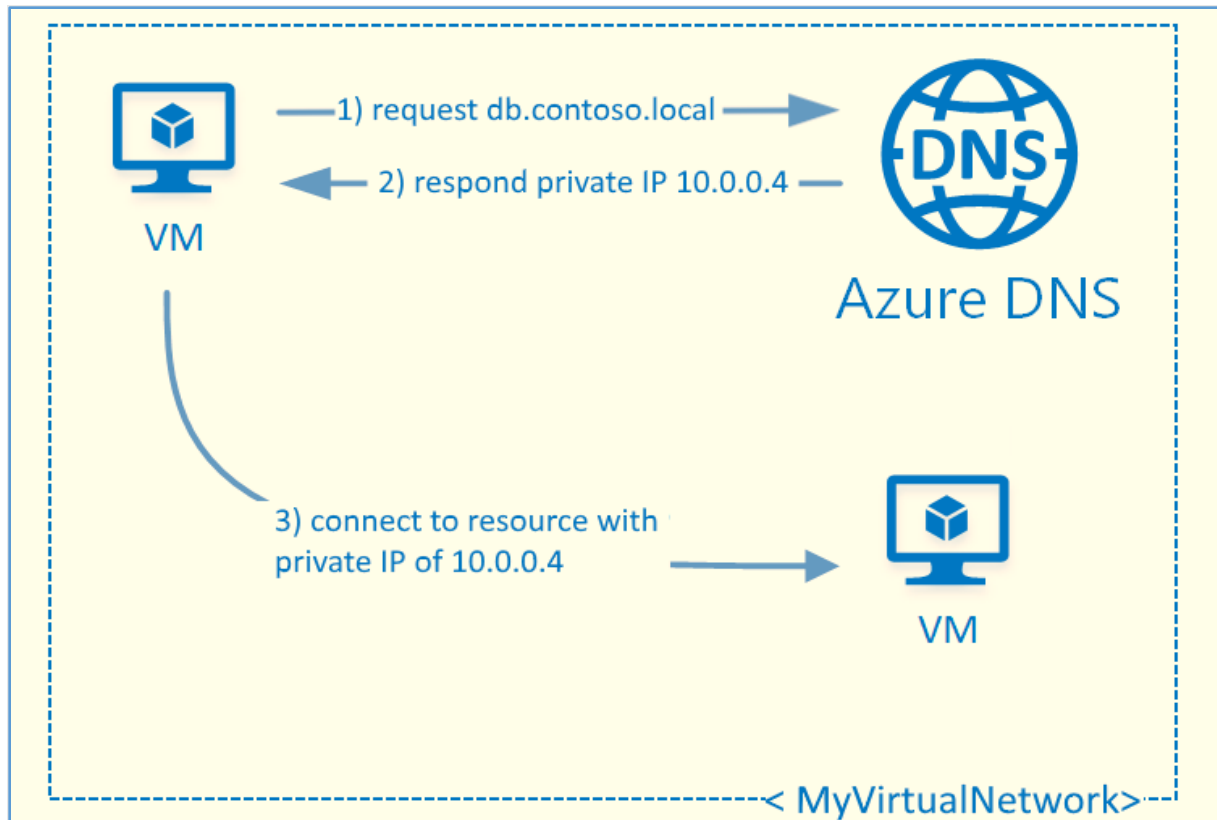 1) request db.contoso.local
2) respond private IP 10.0.0.4
DNS
VM
Azure DNS
3) connect to resource with
private IP of 10.0.0.4
VM
< MyVirtualNetwork>